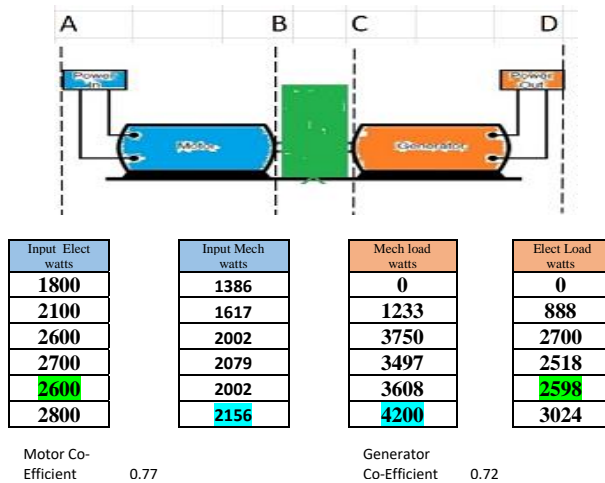 A B C D
Power Power
In Out
Motor Generator
Input Elect Input Mech Mech load Elect Load
watts watts watts watts
1800 1386 0 0
2100 1617 1233 888
2600 2002 3750 2700
2700 2079 3497 2518
2600 2002 3608 2598
2800 2156 4200 3024
Motor Co- Generator
Efficient 0.77 Co-Efficient 0.72